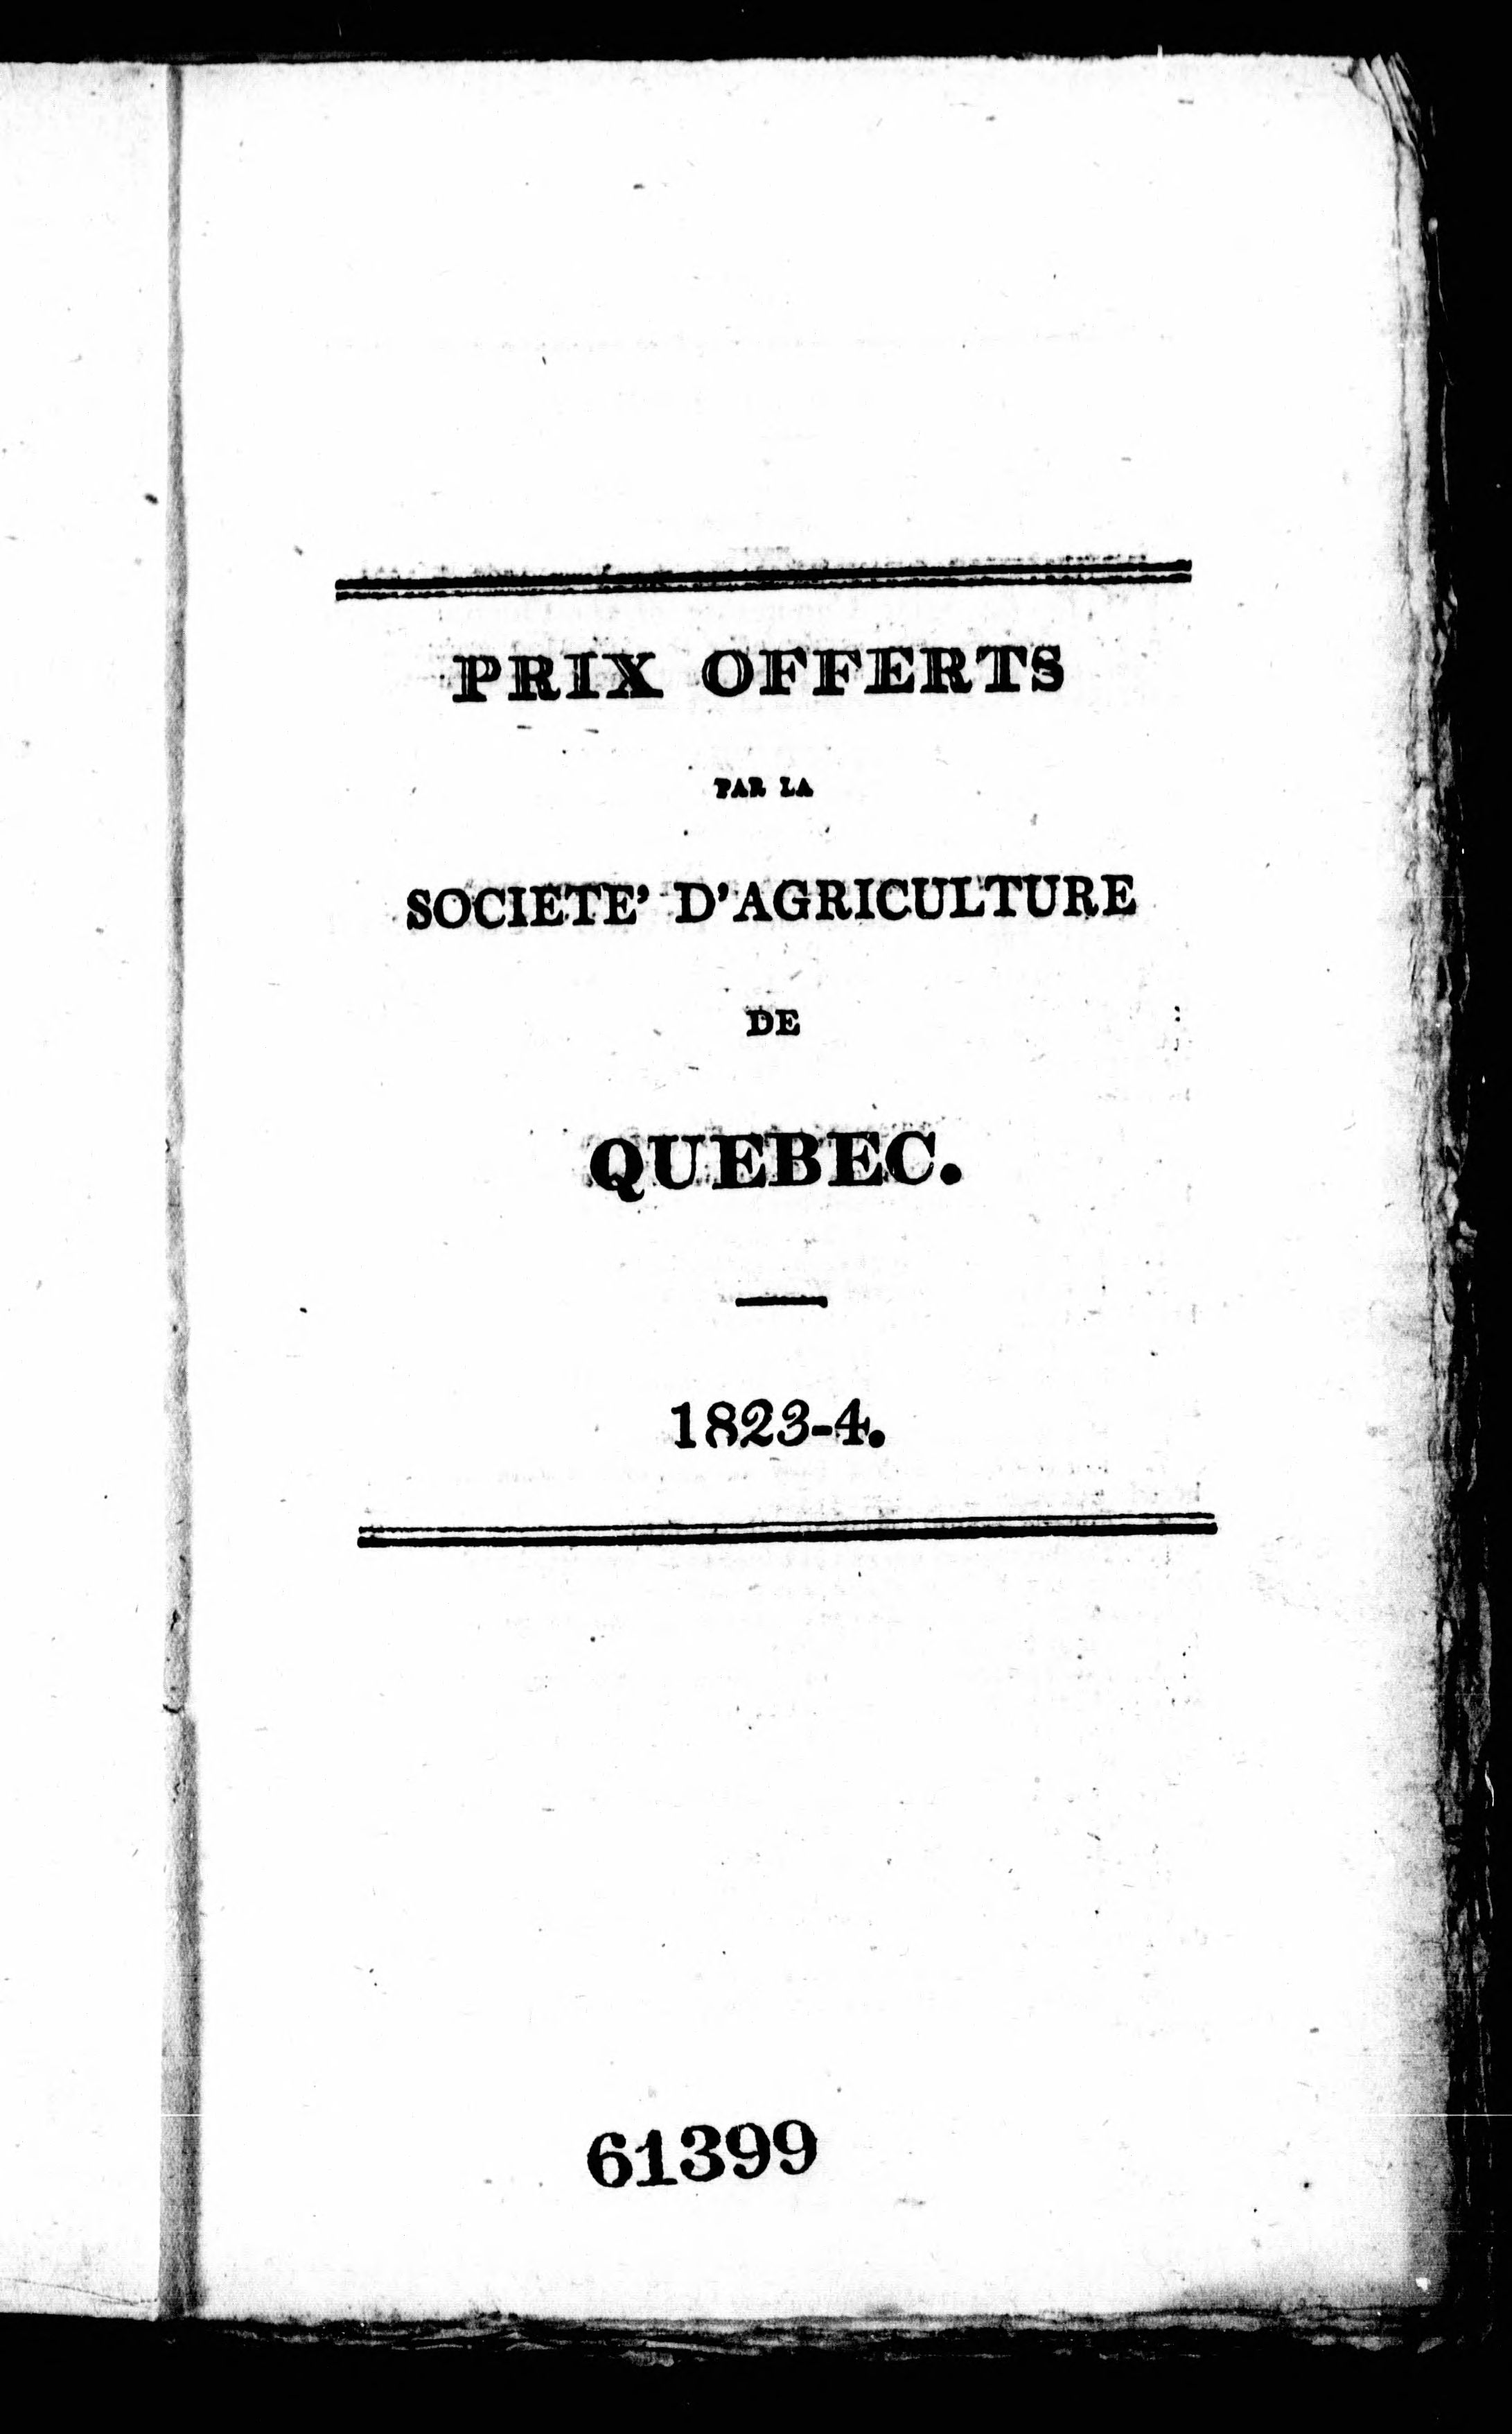 PRIX OFFERTS
PAR LA
SOCIETE' D'AGRICULTURE
DE
QUEBEC.
1823-4.
61399